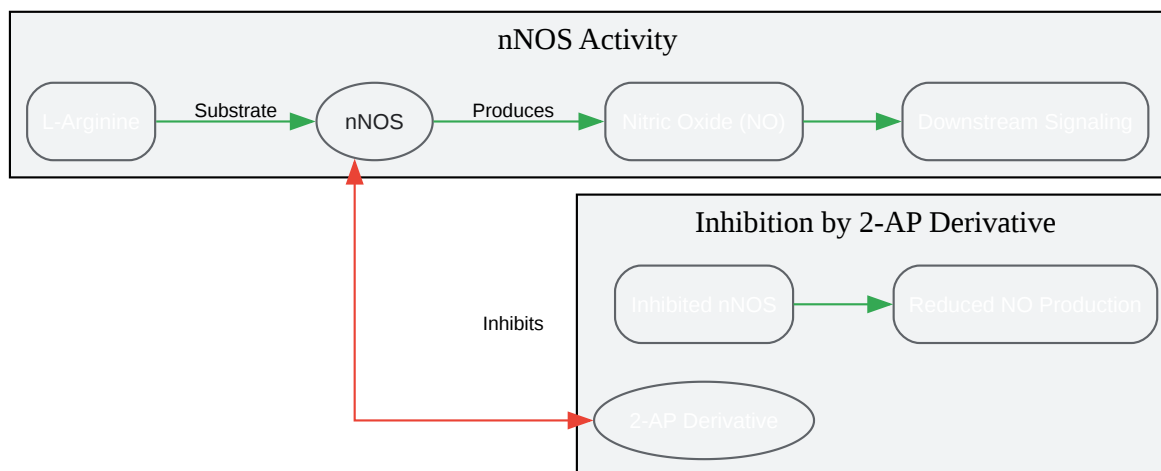 nNOS Activity
L-Arginine
Substrate
nNOS
Produces
Nitric Oxide (NO)
Downstream Signaling
Inhibition by 2-AP Derivative
Inhibited nNOS
Reduced NO Production
Inhibits
2-AP Derivative